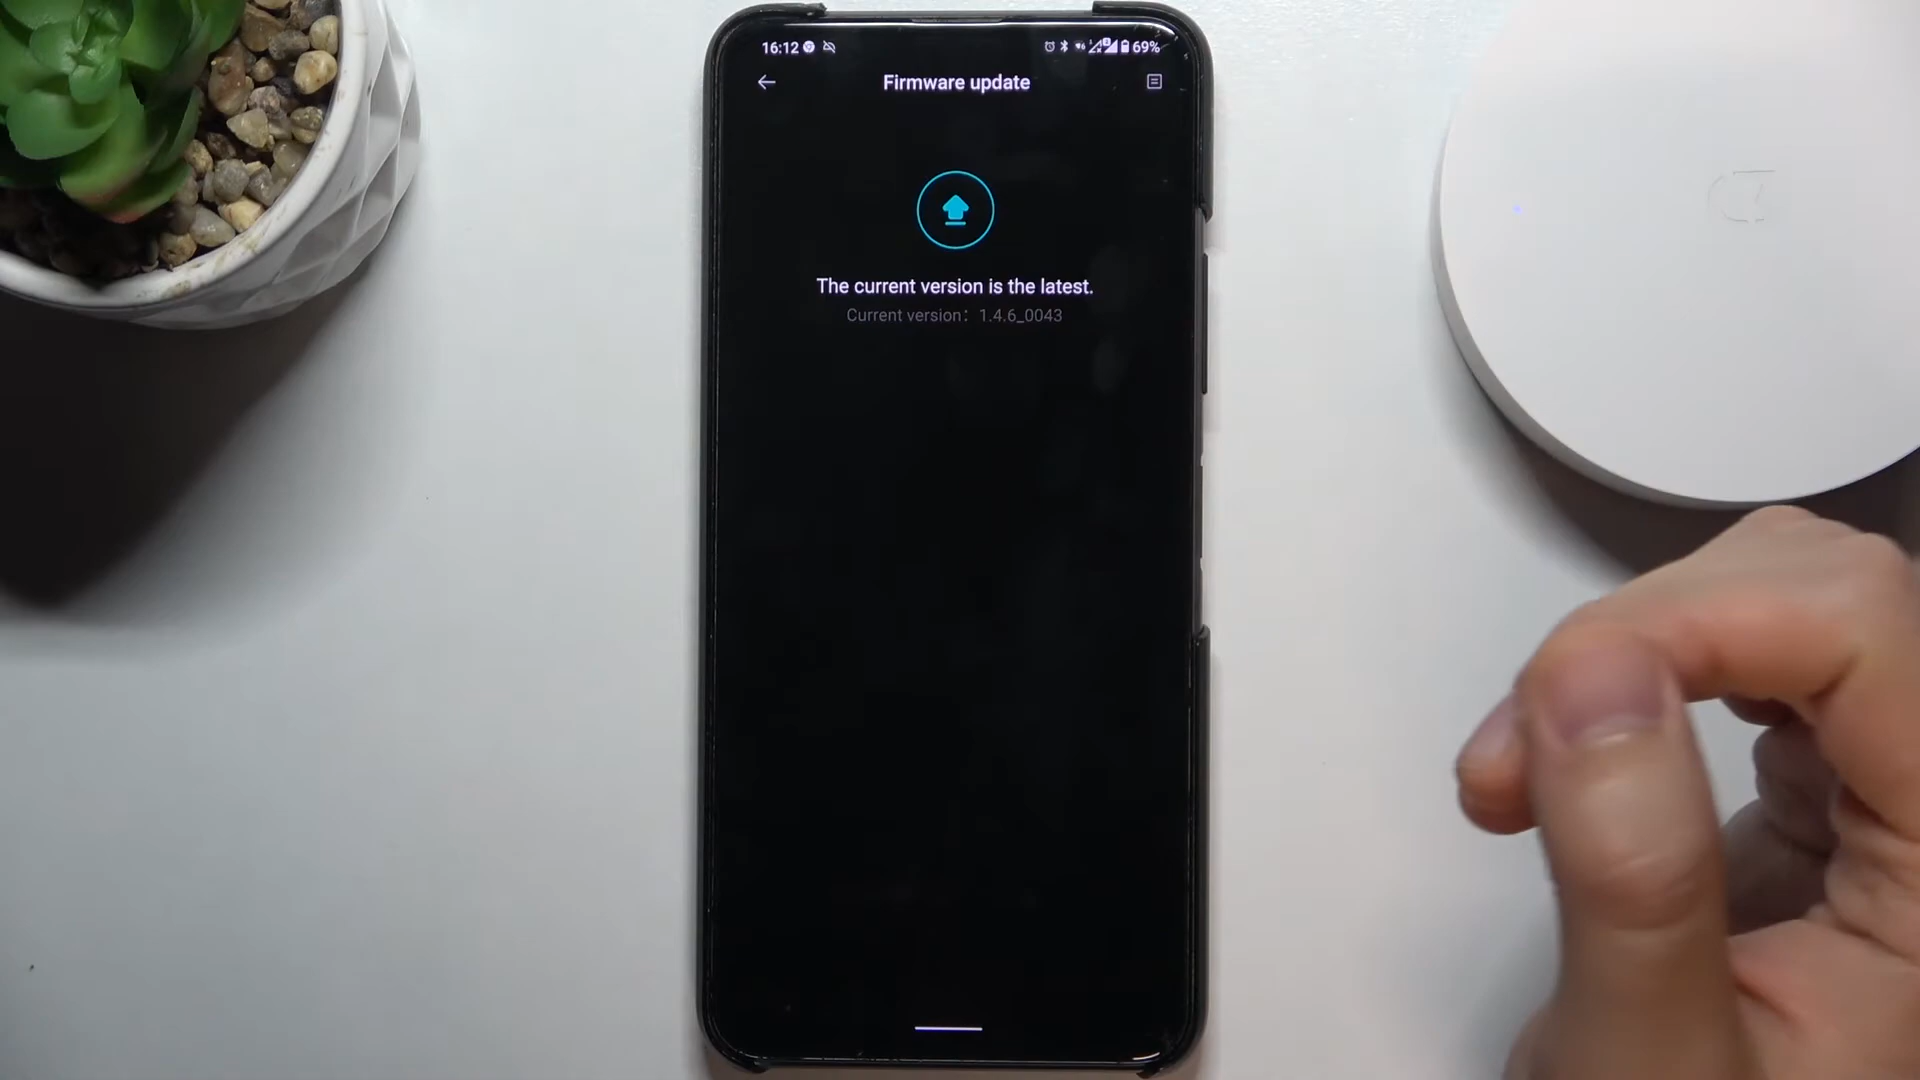 16:12 69%
Firmware update
The current version is the latest.
Current version: 1.4.6_0043